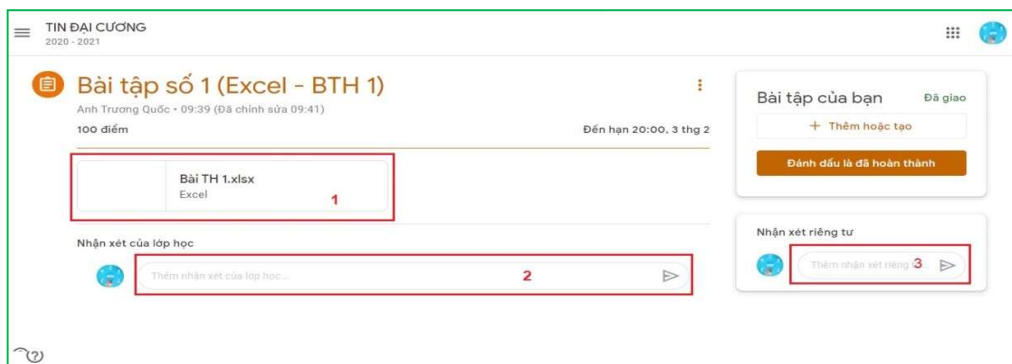 TIN ĐẠI CƯƠNG
2020 - 2021
Bài tập số 1 (Excel - BTH 1)
Anh Trương Quốc • 09:39 (Đã chỉnh sửa 09:41)
100 điểm
Đến hạn 20:00, 3 thg 2
Bài TH 1.xlsx
Excel
1
Nhận xét của lớp học
Thêm nhận xét của lớp học...
2
Bài tập của bạn
Đã giao
+ Thêm hoặc tạo
Đánh dấu là đã hoàn thành
Nhận xét riêng tư
Thêm nhận xét riêng
3
?